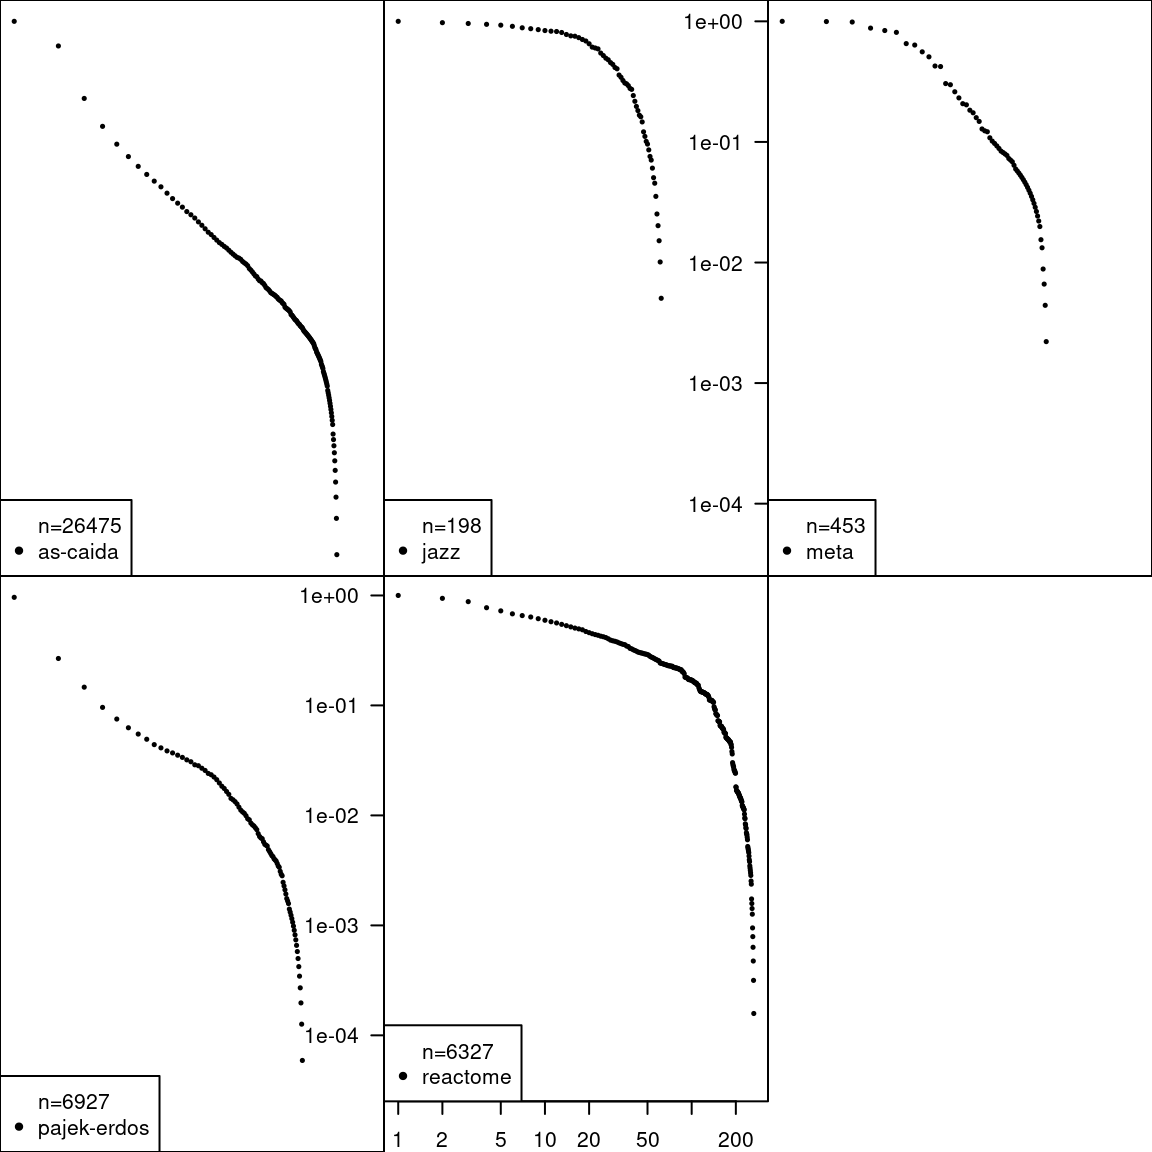 1e+00
1e-01
1e-02
1e-03
1e-04
n=26475
as-caida
n=198
jazz
n=453
meta
1e+00
1e-01
1e-02
1e-03
1e-04
n=6927
pajek-erdos
n=6327
reactome
1 2 5 10 20 50 200